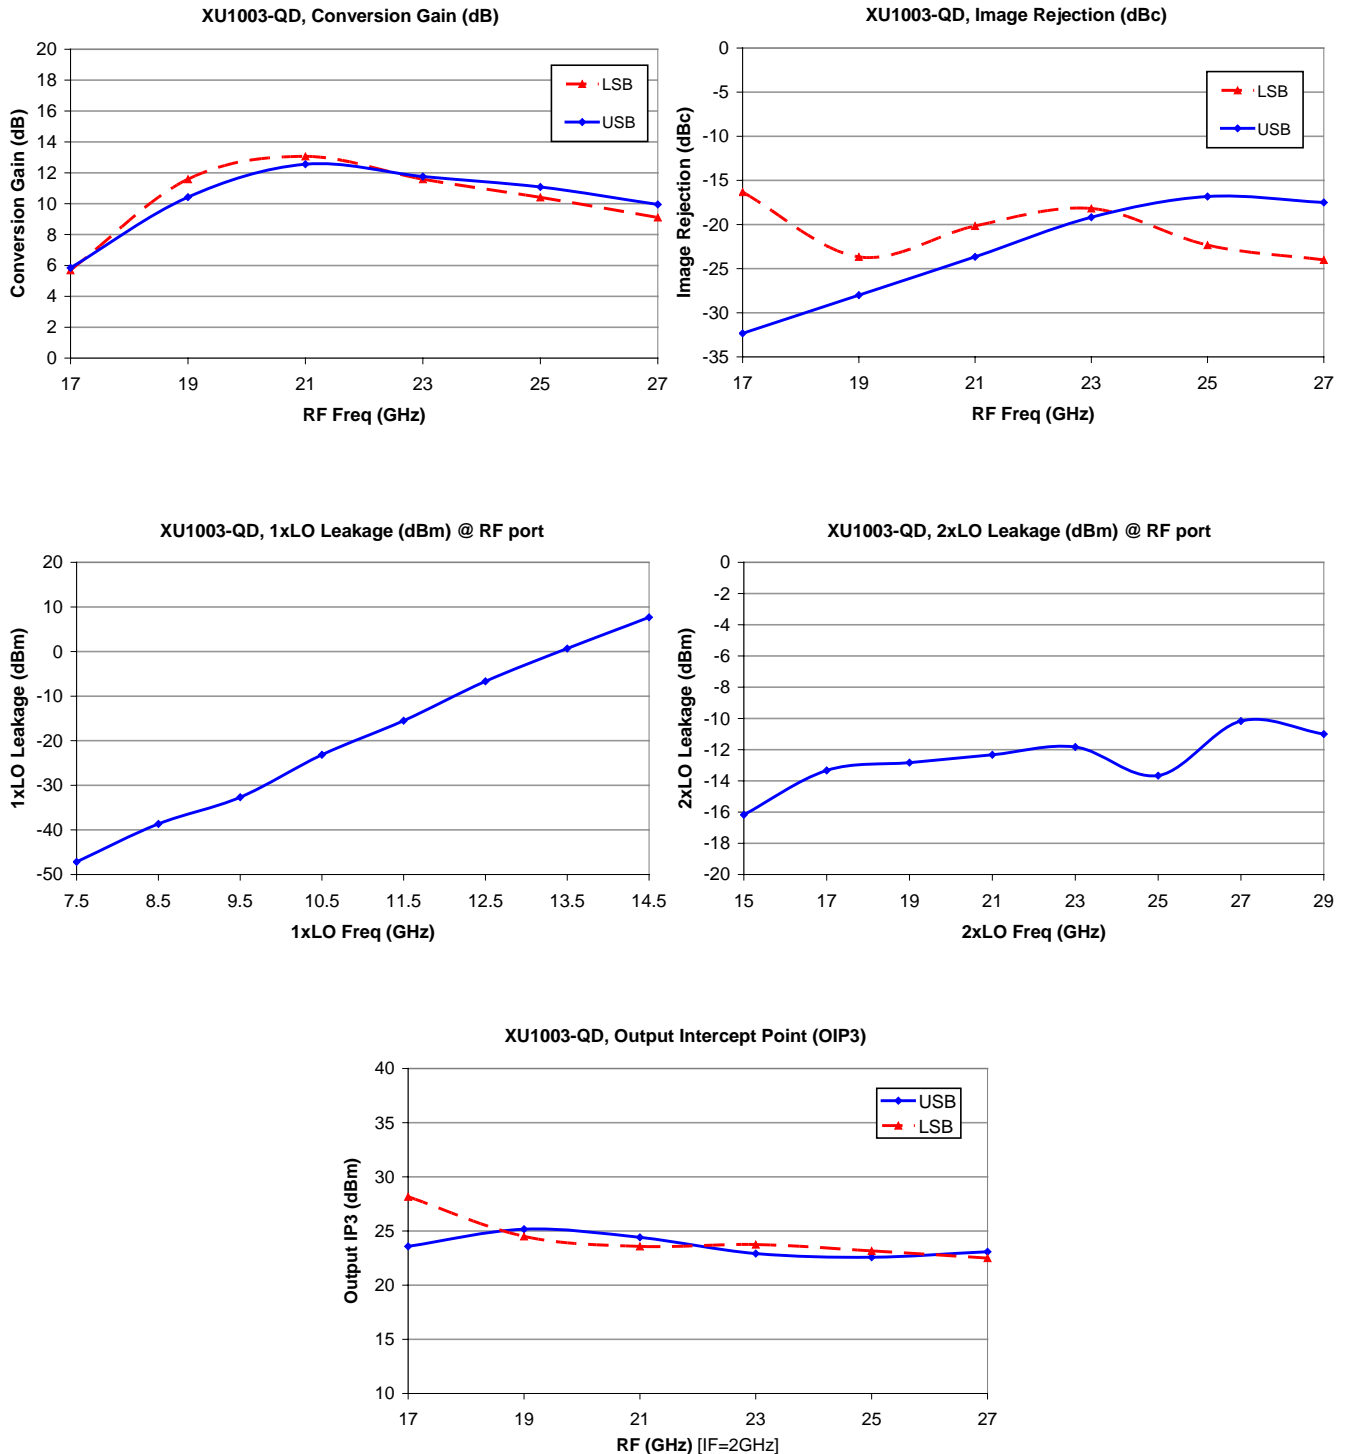 XU1003-QD, Conversion Gain (dB)
Conversion Gain (dB)
20
18
16
14
12
10
8
6
4
2
0
LSB
USB
17 19 21 23 25 27
RF Freq (GHz)
XU1003-QD, Image Rejection (dBc)
Image Rejection (dBc)
0
-5
-10
-15
-20
-25
-30
-35
LSB
USB
17 19 21 23 25 27
RF Freq (GHz)
XU1003-QD, 1xLO Leakage (dBm) @ RF port
1xLO Leakage (dBm)
20
10
0
-10
-20
-30
-40
-50
7.5 8.5 9.5 10.5 11.5 12.5 13.5 14.5
1xLO Freq (GHz)
XU1003-QD, 2xLO Leakage (dBm) @ RF port
2xLO Leakage (dBm)
0
-2
-4
-6
-8
-10
-12
-14
-16
-18
-20
15 17 19 21 23 25 27 29
2xLO Freq (GHz)
XU1003-QD, Output Intercept Point (OIP3)
Output IP3 (dBm)
40
35
30
25
20
15
10
USB
LSB
17 19 21 23 25 27
RF (GHz) [IF=2GHz]